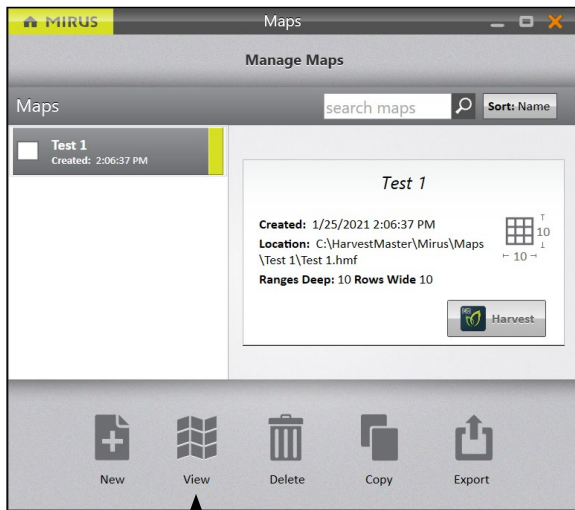 MIRUS
Maps
Manage Maps
Maps
search maps
Sort: Name
Test 1
Created: 2:06:37 PM
Test 1
Created: 1/25/2021 2:06:37 PM
Location: C:\HarvestMaster\Mirus\Maps
\Test 1\Test 1.hmf
Ranges Deep: 10 Rows Wide 10
10
10
Harvest
New
View
Delete
Copy
Export